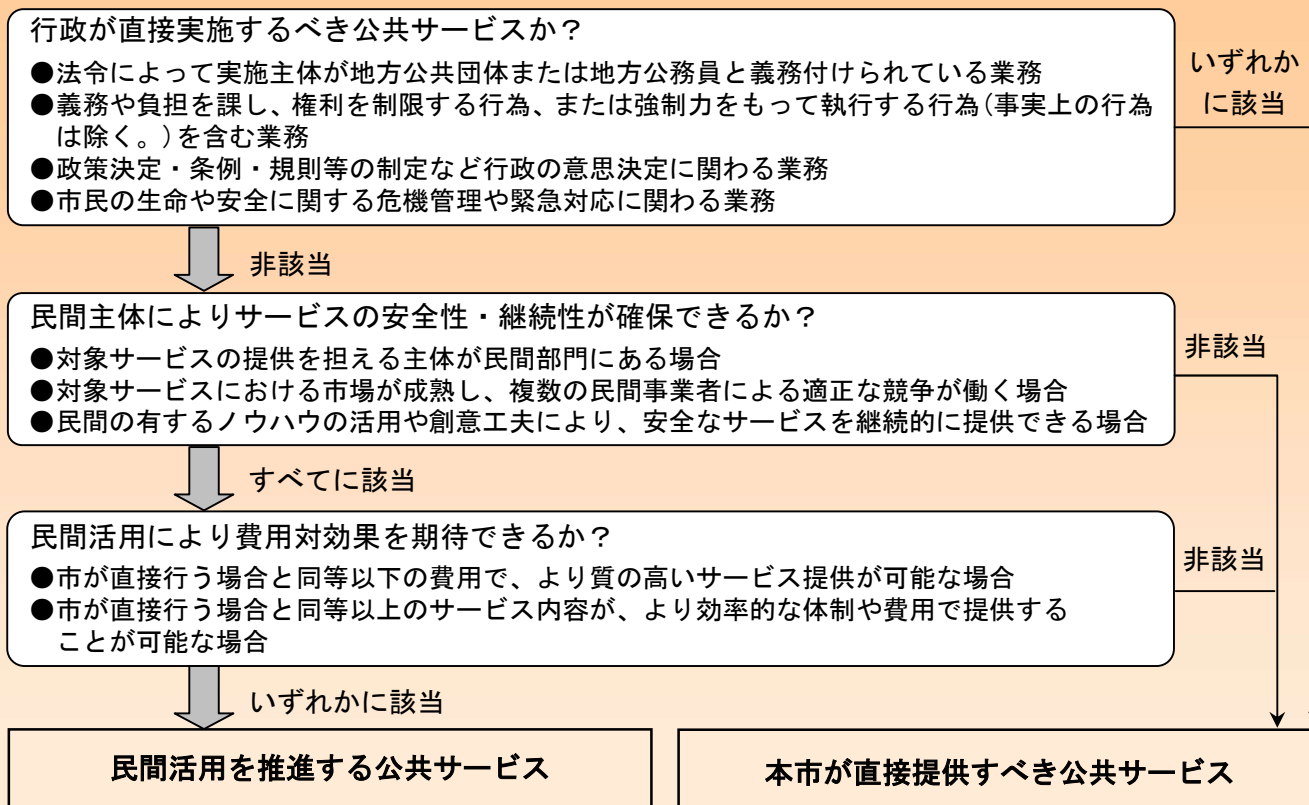 行政が直接実施するべき公共サービスか？
●法令によって実施主体が地方公共団体または地方公務員と義務付けられている業務
●義務や負担を課し、権利を制限する行為、または強制力をもって執行する行為(事実上の行為
は除く。)を含む業務
●政策決定・条例・規則等の制定など行政の意思決定に関わる業務
●市民の生命や安全に関する危機管理や緊急対応に関わる業務
いずれか
に該当
非該当
民間主体によりサービスの安全性・継続性が確保できるか？
●対象サービスの提供を担える主体が民間部門にある場合
●対象サービスにおける市場が成熟し、複数の民間事業者による適正な競争が働く場合
●民間の有するノウハウの活用や創意工夫により、安全なサービスを継続的に提供できる場合
非該当
すべてに該当
民間活用により費用対効果を期待できるか？
●市が直接行う場合と同等以下の費用で、より質の高いサービス提供が可能な場合
●市が直接行う場合と同等以上のサービス内容が、より効率的な体制や費用で提供する
ことが可能な場合
非該当
いずれかに該当
民間活用を推進する公共サービス
本市が直接提供すべき公共サービス